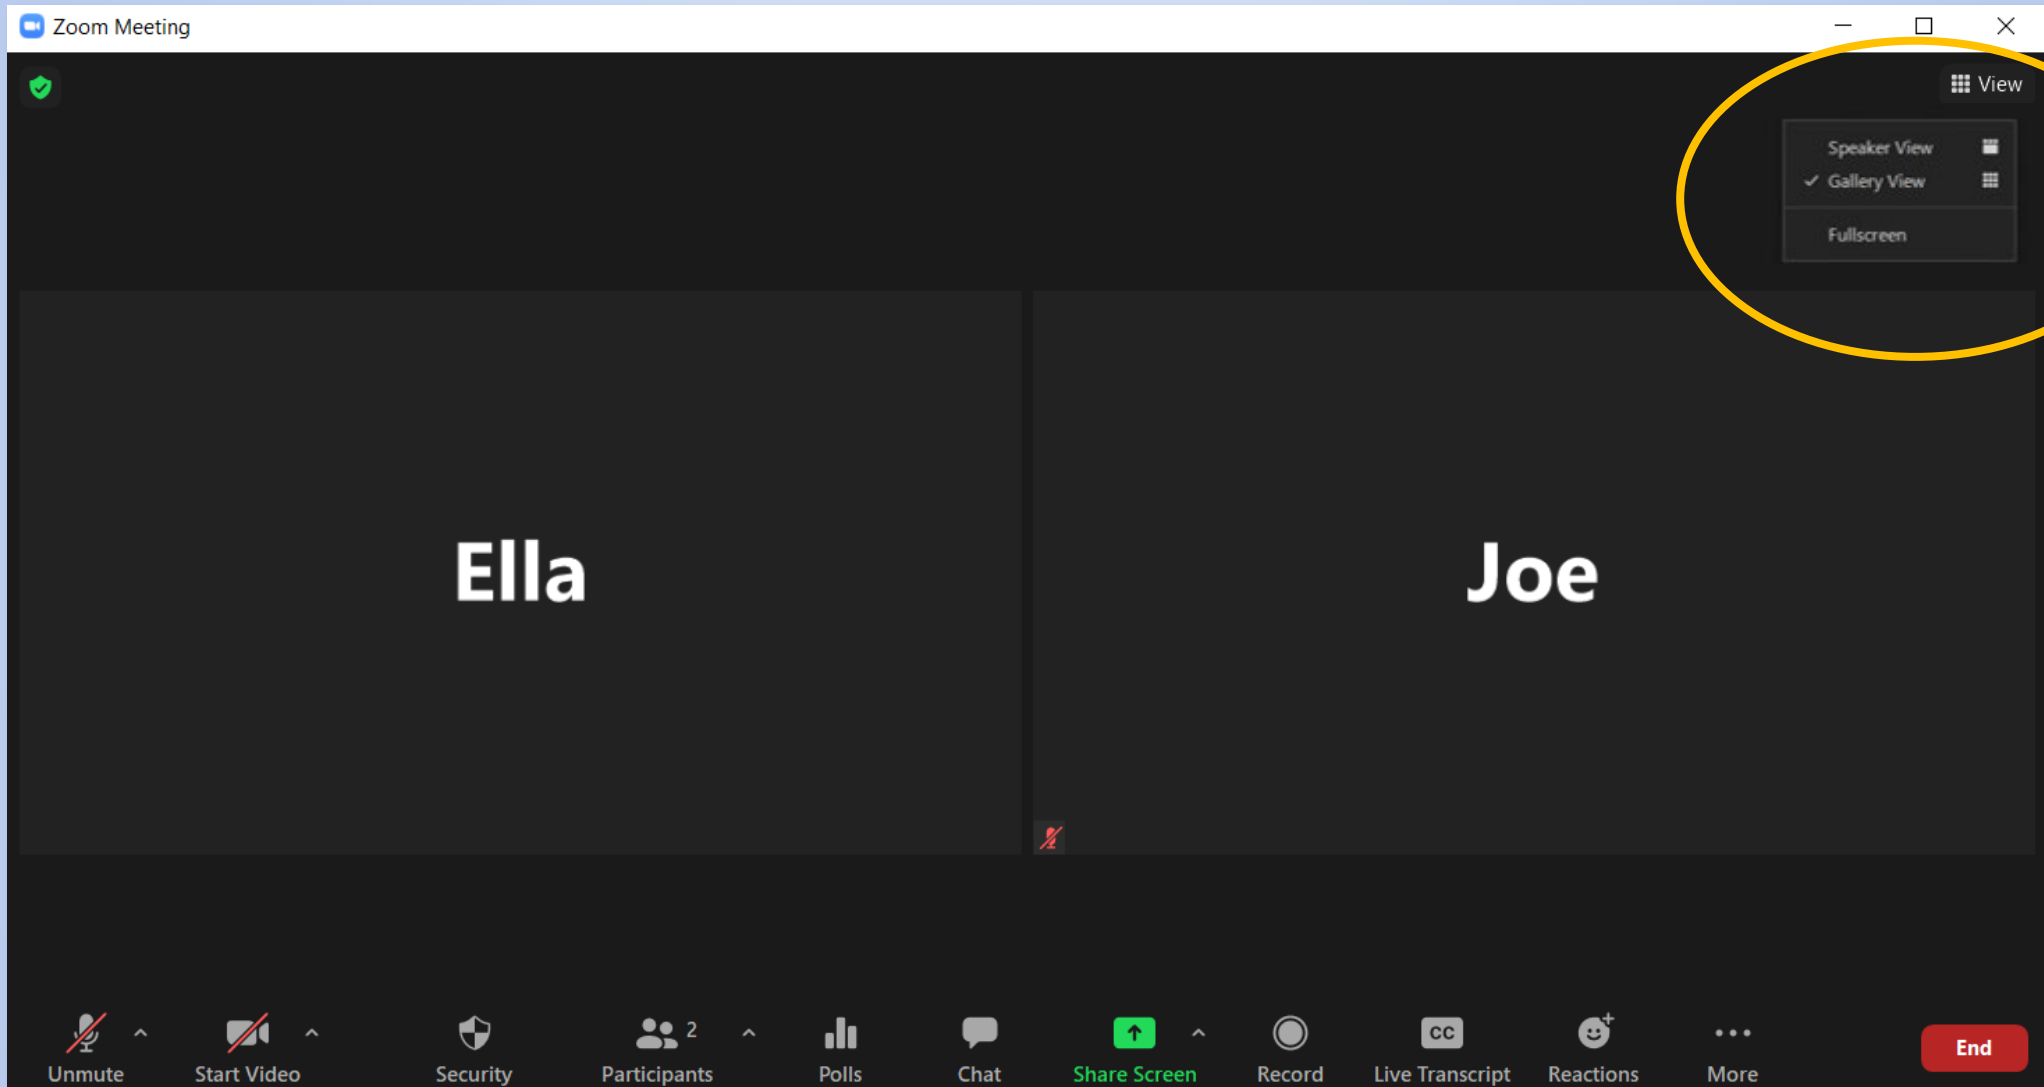 Zoom Meeting
View
Speaker View
Gallery View
Fullscreen
Ella
Joe
2
CC
Unmute
Start Video
Security
Participants
Polls
Chat
Share Screen
Record
Live Transcript
Reactions
More
End